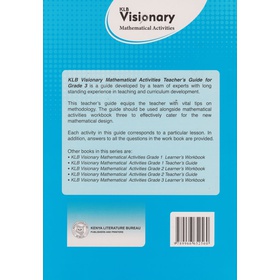 KLB
Visionary
Mathematical Activities
KLB Visionary Mathematical Activities Teacher's Guide for
Grade 3 is a guide developed by a team of experts with long
standing experience in teaching and curriculum development.
This teacher's guide equips the teacher with vital tips on
methodology. The guide should be used alongside mathematical
activities workbook three to effectively cater for the new
mathematical design.
Each activity in this guide corresponds to a particular lesson. In
addition, answers to all the questions in the workbook are provided.
Other books in this series are:
• KLB Visionary Mathematical Activities Grade 1 Learner's Workbook
• KLB Visionary Mathematical Activities Grade 1 Teacher's Guide
• KLB Visionary Mathematical Activities Grade 2 Learner's Workbook
• KLB Visionary Mathematical Activities Grade 2 Teacher's Guide
• KLB Visionary Mathematical Activities Grade 3 Learner's Workbook
KENYA LITERATURE BUREAU
PUBLISHERS AND PRINTERS